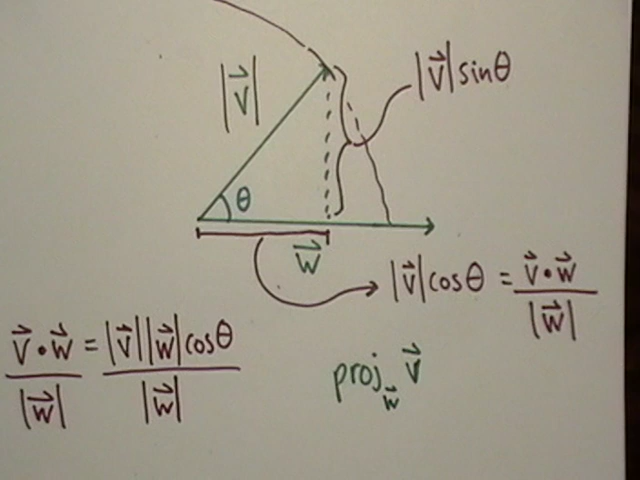 |v⃗|
|v⃗|sinθ
θ
w⃗
|v⃗|cosθ = v⃗•w⃗ / |w⃗|
v⃗•w⃗ / |w⃗| = |v⃗||w⃗|cosθ / |w⃗|
proj_w⃗ v⃗